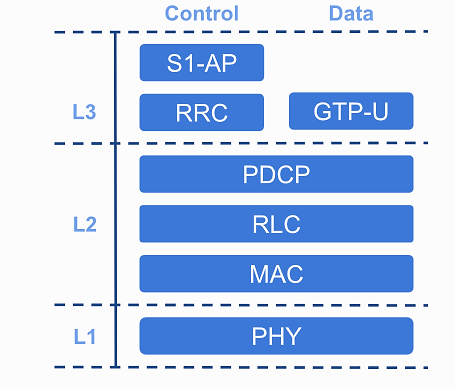 Control Data
S1-AP
L3 RRC GTP-U
PDCP
L2 RLC
MAC
L1 PHY